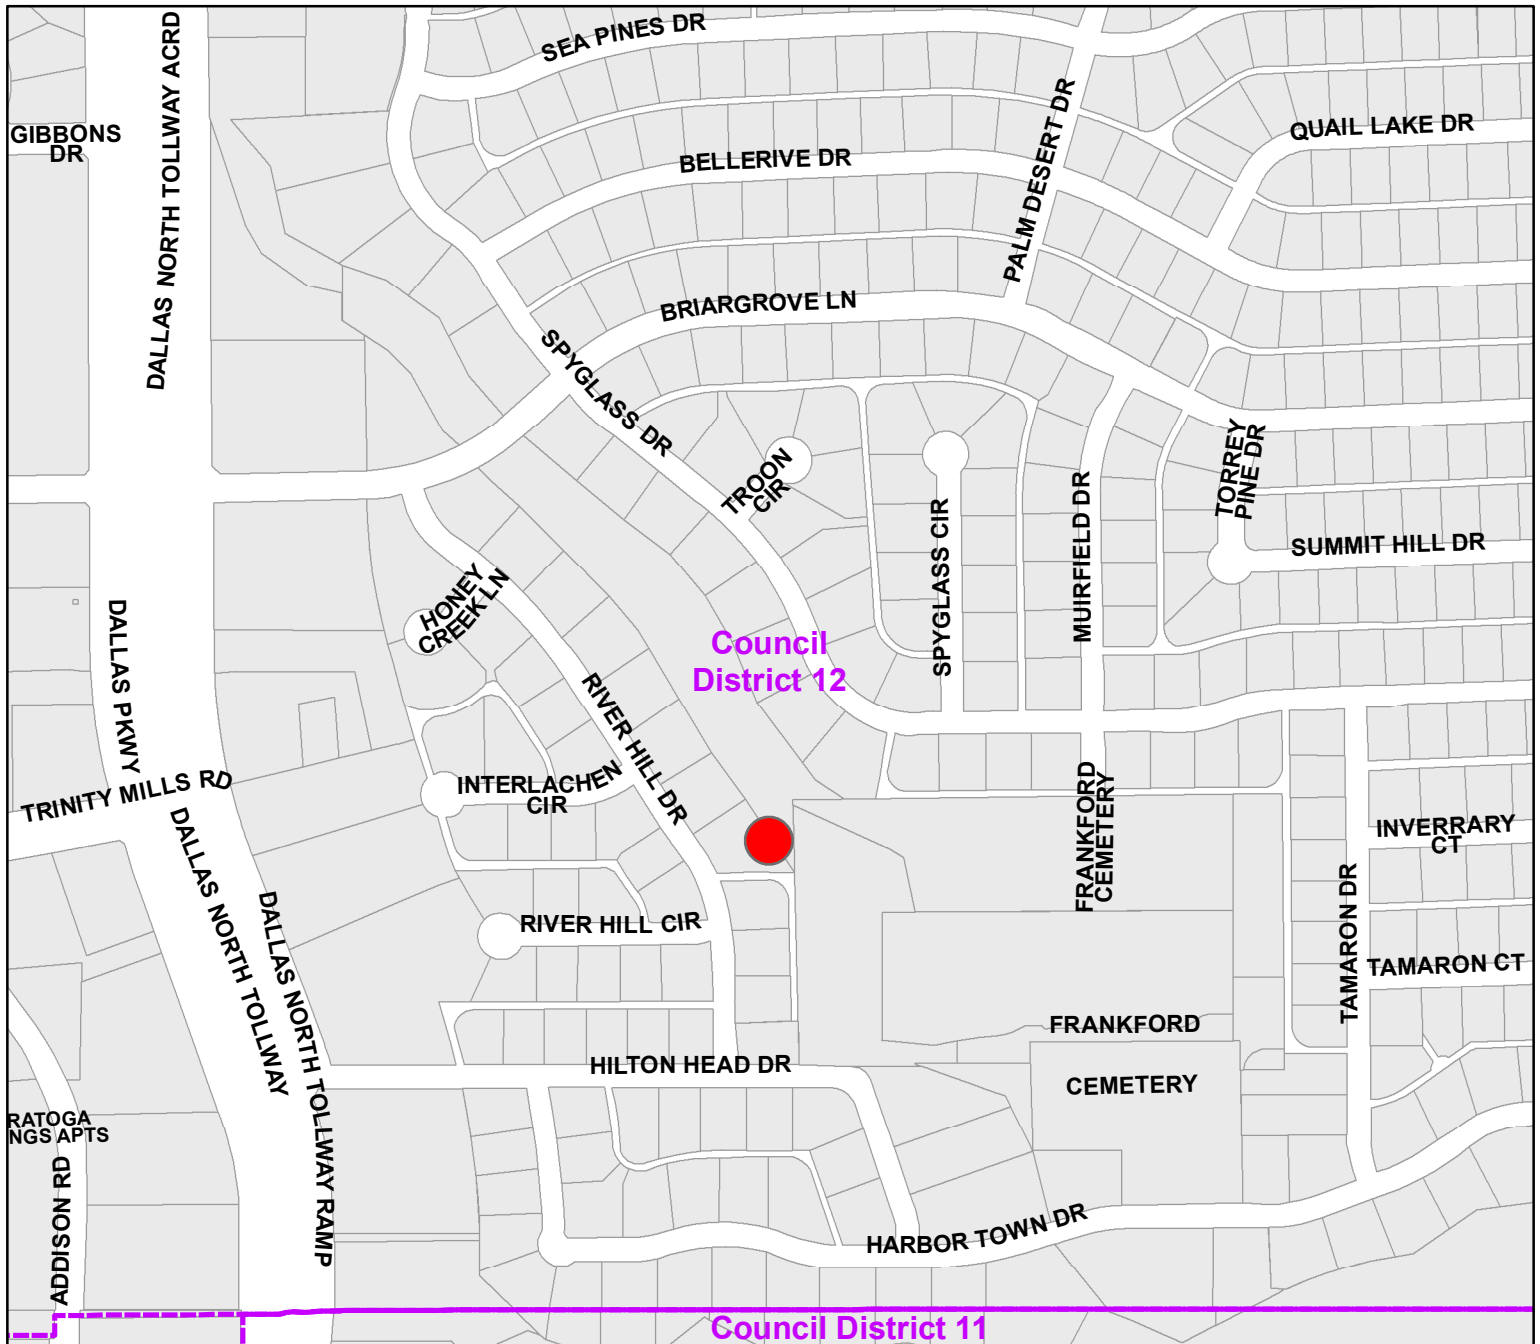 SEA PINES DR
DALLAS NORTH TOLLWAY ACRD
GIBBONS
DR
QUAIL LAKE DR
BELLERIVE DR
PALM DESERT DR
BRIARGROVE LN
SPYGLASS DR
TROON
CIR
TORREY
PINE DR
SPYGLASS CIR
MUIRFIELD DR
SUMMIT HILL DR
HONEY
CREEK LN
DALLAS PKWY
Council
District 12
RIVER HILL DR
INTERLACHEN
CIR
TRINITY MILLS RD
FRANKFORD
CEMETERY
INVERRARY
CT
DALLAS NORTH TOLLWAY
DALLAS NORTH TOLLWAY RAMP
RIVER HILL CIR
TAMARON DR
TAMARON CT
FRANKFORD
CEMETERY
HILTON HEAD DR
RATOGA
NGS APTS
ADDISON RD
HARBOR TOWN DR
Council District 11